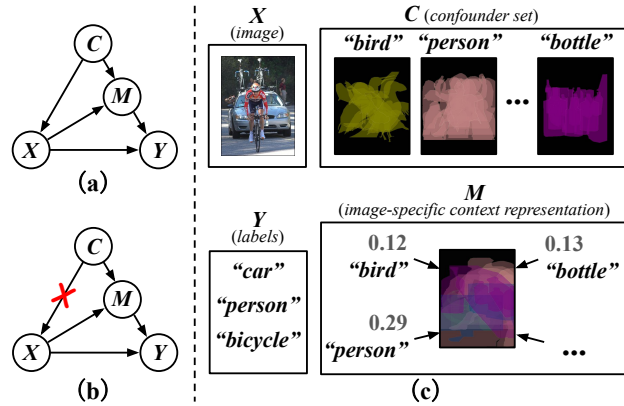 C
M
X
Y
(a)
C
M
X
Y
(b)
X
(image)
C (confounder set)
“bird” “person” ... “bottle”
Y
(labels)
“car”
“person”
“bicycle”
M
(image-specific context representation)
0.12
“bird”
0.13
“bottle”
0.29
“person”
...
(c)